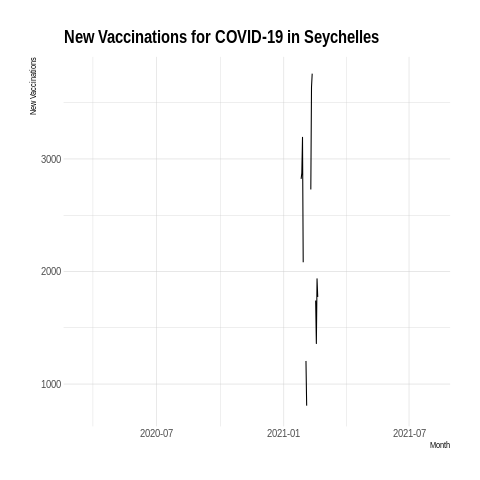 New Vaccinations for COVID-19 in Seychelles
New Vaccinations
3000
2000
1000
2020-07 2021-01 2021-07
Month